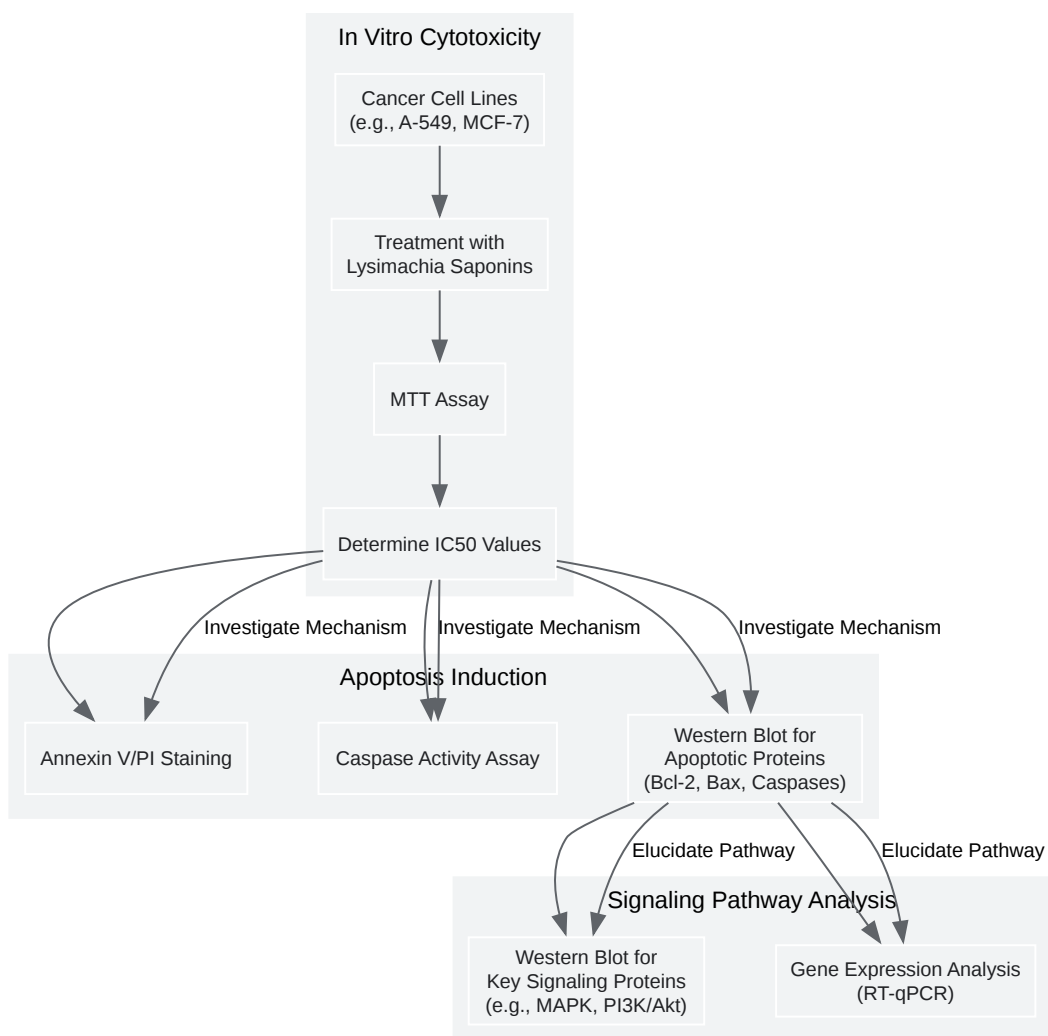 In Vitro Cytotoxicity
Cancer Cell Lines
(e.g., A-549, MCF-7)
Treatment with
Lysimachia Saponins
MTT Assay
Determine IC50 Values
Investigate Mechanism
Investigate Mechanism
Investigate Mechanism
Apoptosis Induction
Annexin V/PI Staining
Caspase Activity Assay
Western Blot for
Apoptotic Proteins
(Bcl-2, Bax, Caspases)
Elucidate Pathway
Elucidate Pathway
Signaling Pathway Analysis
Western Blot for
Key Signaling Proteins
(e.g., MAPK, PI3K/Akt)
Gene Expression Analysis
(RT-qPCR)